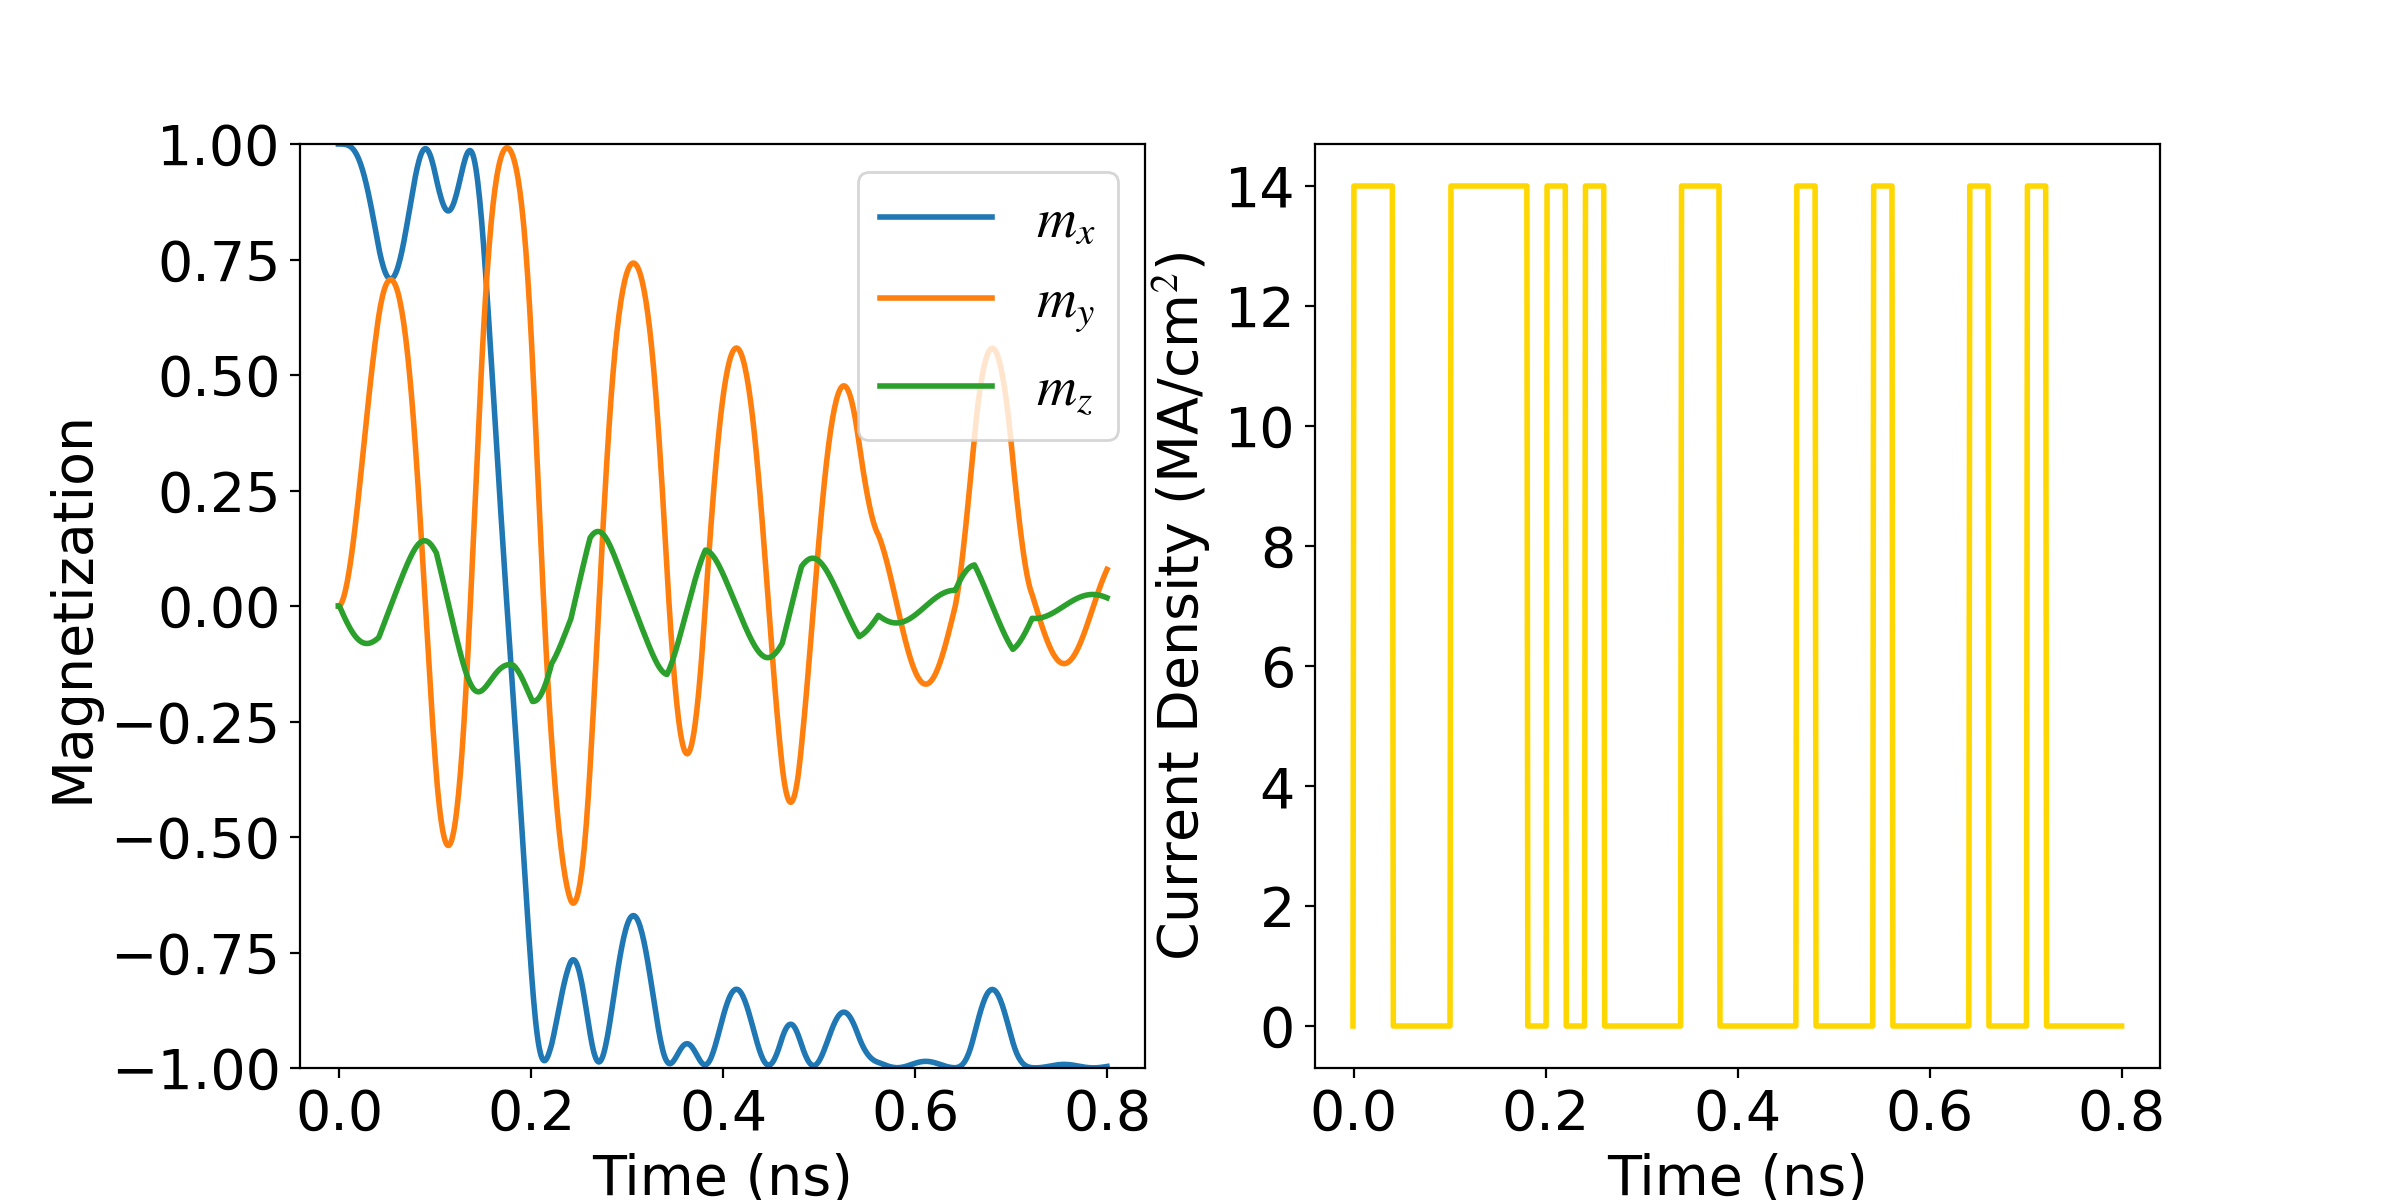 1.00
0.75
0.50
0.25
0.00
−0.25
−0.50
−0.75
−1.00
Magnetization
0.0 0.2 0.4 0.6 0.8
Time (ns)
m_x
m_y
m_z
14
12
10
8
6
4
2
0
Current Density (MA/cm²)
0.0 0.2 0.4 0.6 0.8
Time (ns)